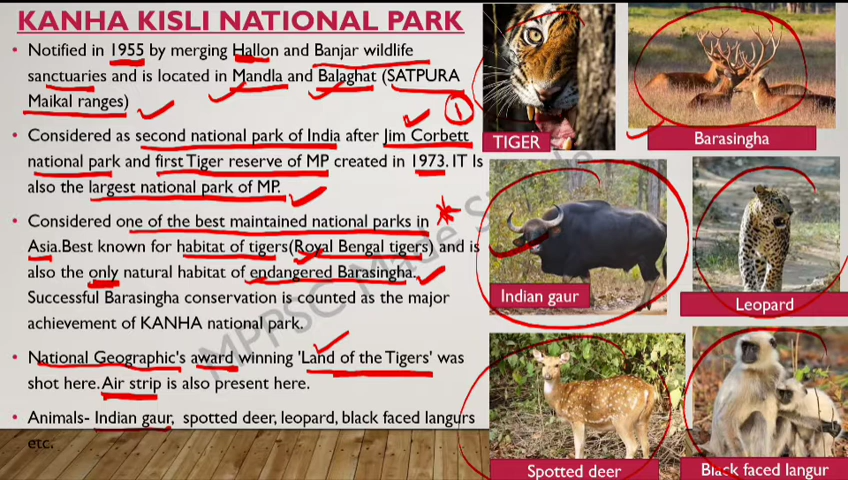 KANHA KISLI NATIONAL PARK
• Notified in 1955 by merging Hallon and Banjar wildlife
sanctuaries and is located in Mandla and Balaghat (SATPURA
Maikal ranges)
1
• Considered as second national park of India after Jim Corbett
national park and first Tiger reserve of MP created in 1973. IT Is
also the largest national park of MP.
• Considered one of the best maintained national parks in
Asia.Best known for habitat of tigers(Royal Bengal tigers) and is
also the only natural habitat of endangered Barasingha.
Successful Barasingha conservation is counted as the major
achievement of KANHA national park.
• National Geographic's award winning 'Land of the Tigers' was
shot here. Air strip is also present here.
• Animals- Indian gaur, spotted deer, leopard, black faced langurs
etc.
TIGER
Barasingha
Indian gaur
Leopard
Spotted deer
Black faced langur
MPPSC Made S